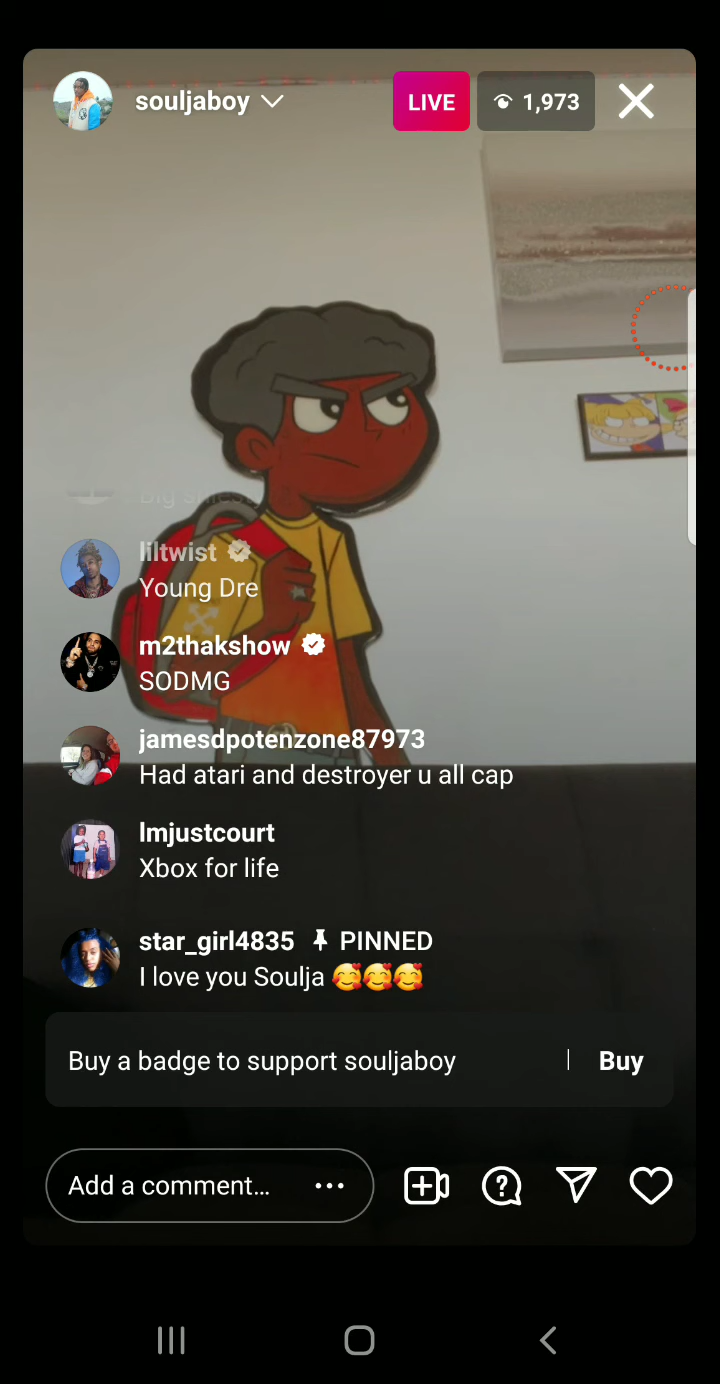 souljaboy
LIVE
1,973
liltwist
Young Dre
m2thakshow
SODMG
jamesdpotenzone87973
Had atari and destroyer u all cap
Imjustcourt
Xbox for life
star_girl4835 PINNED
I love you Soulja 🥰🥰🥰
Buy a badge to support souljaboy | Buy
Add a comment...